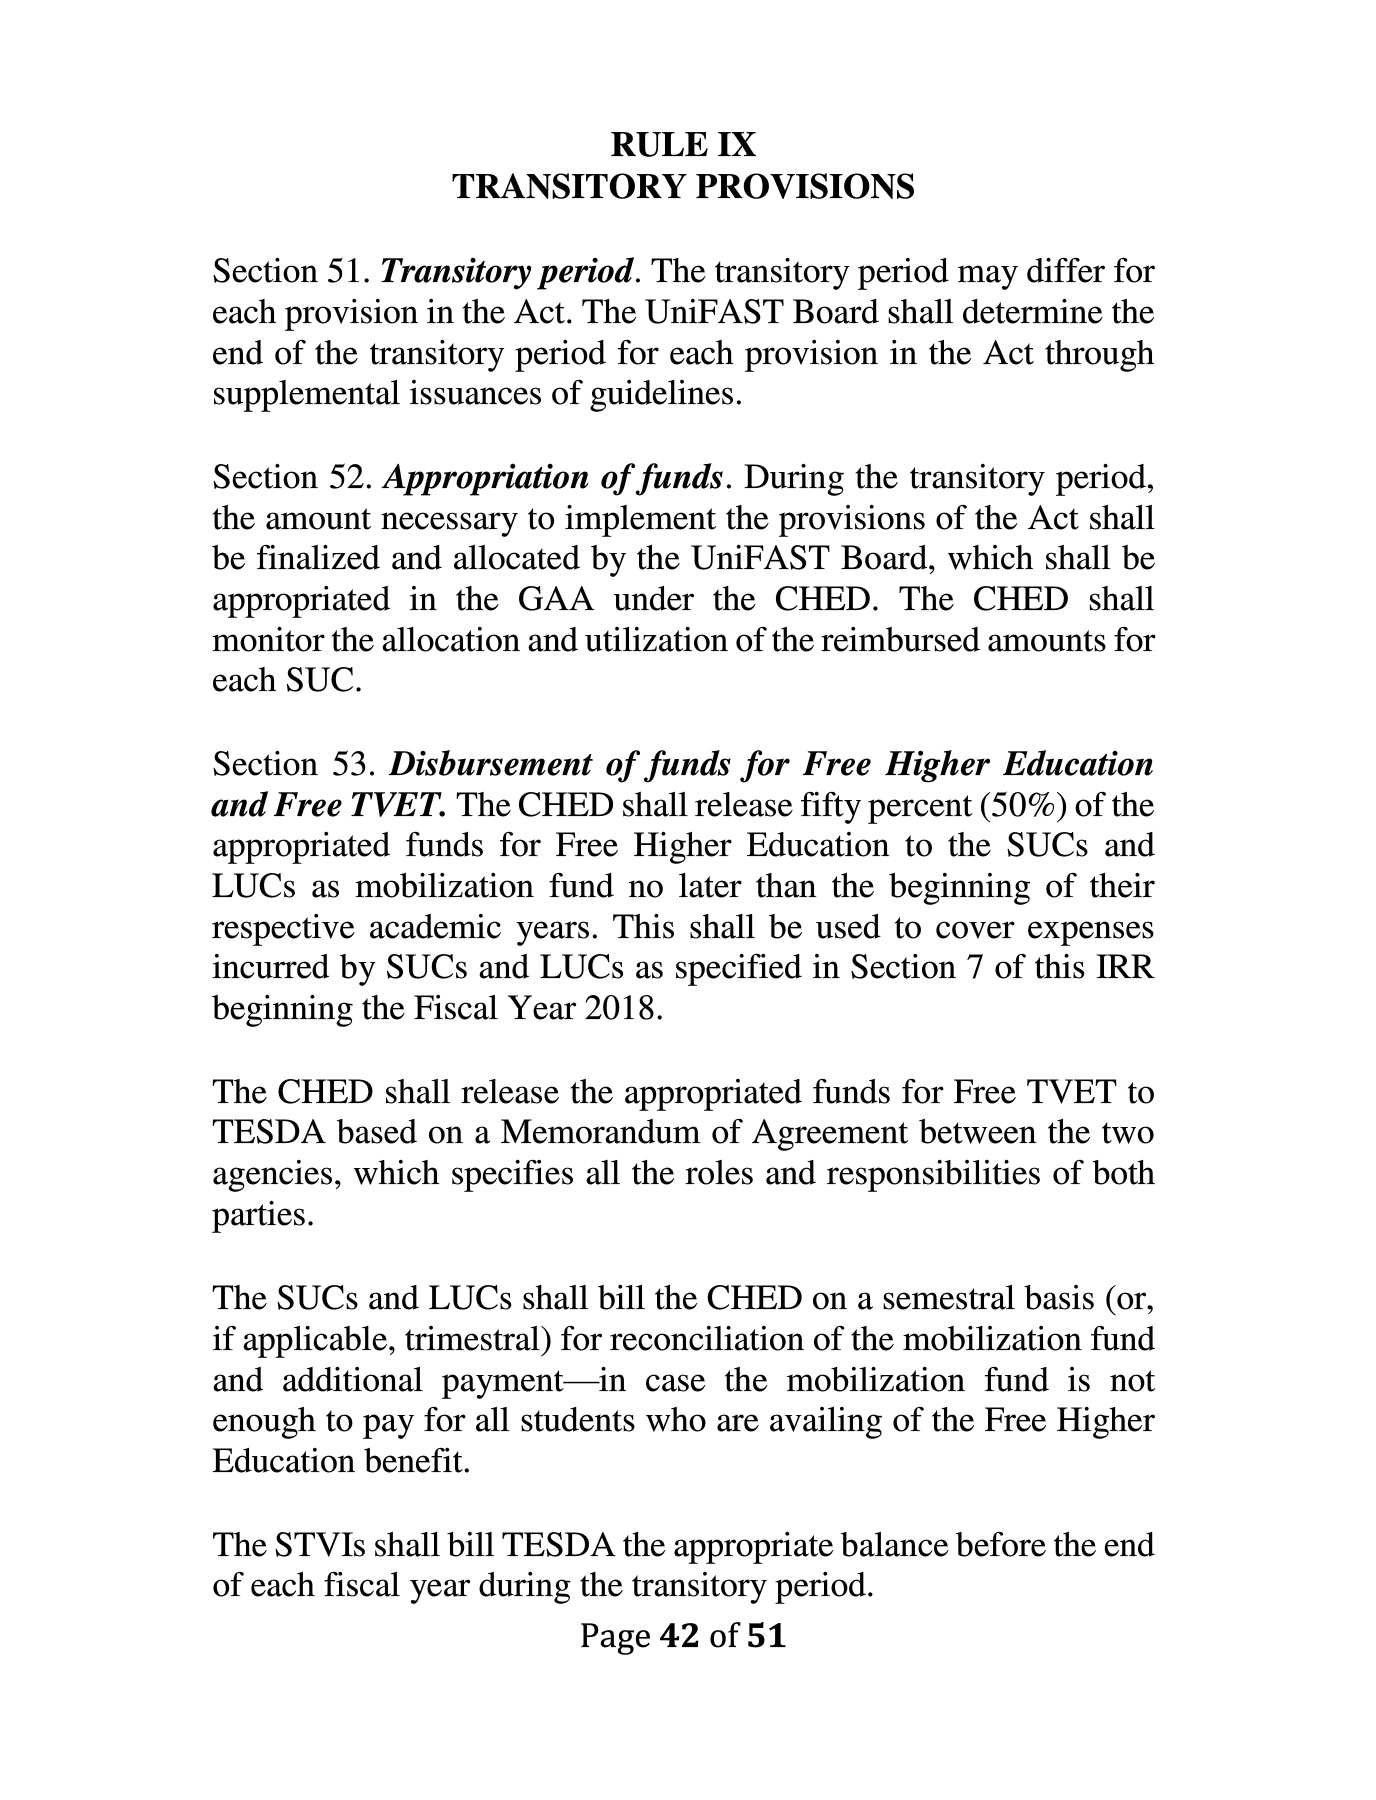 RULE IX
TRANSITORY PROVISIONS
Section 51. Transitory period. The transitory period may differ for
each provision in the Act. The UniFAST Board shall determine the
end of the transitory period for each provision in the Act through
supplemental issuances of guidelines.
Section 52. Appropriation of funds. During the transitory period,
the amount necessary to implement the provisions of the Act shall
be finalized and allocated by the UniFAST Board, which shall be
appropriated in the GAA under the CHED. The CHED shall
monitor the allocation and utilization of the reimbursed amounts for
each SUC.
Section 53. Disbursement of funds for Free Higher Education
and Free TVET. The CHED shall release fifty percent (50%) of the
appropriated funds for Free Higher Education to the SUCs and
LUCs as mobilization fund no later than the beginning of their
respective academic years. This shall be used to cover expenses
incurred by SUCs and LUCs as specified in Section 7 of this IRR
beginning the Fiscal Year 2018.
The CHED shall release the appropriated funds for Free TVET to
TESDA based on a Memorandum of Agreement between the two
agencies, which specifies all the roles and responsibilities of both
parties.
The SUCs and LUCs shall bill the CHED on a semestral basis (or,
if applicable, trimestral) for reconciliation of the mobilization fund
and additional payment—in case the mobilization fund is not
enough to pay for all students who are availing of the Free Higher
Education benefit.
The STVIs shall bill TESDA the appropriate balance before the end
of each fiscal year during the transitory period.
Page 42 of 51